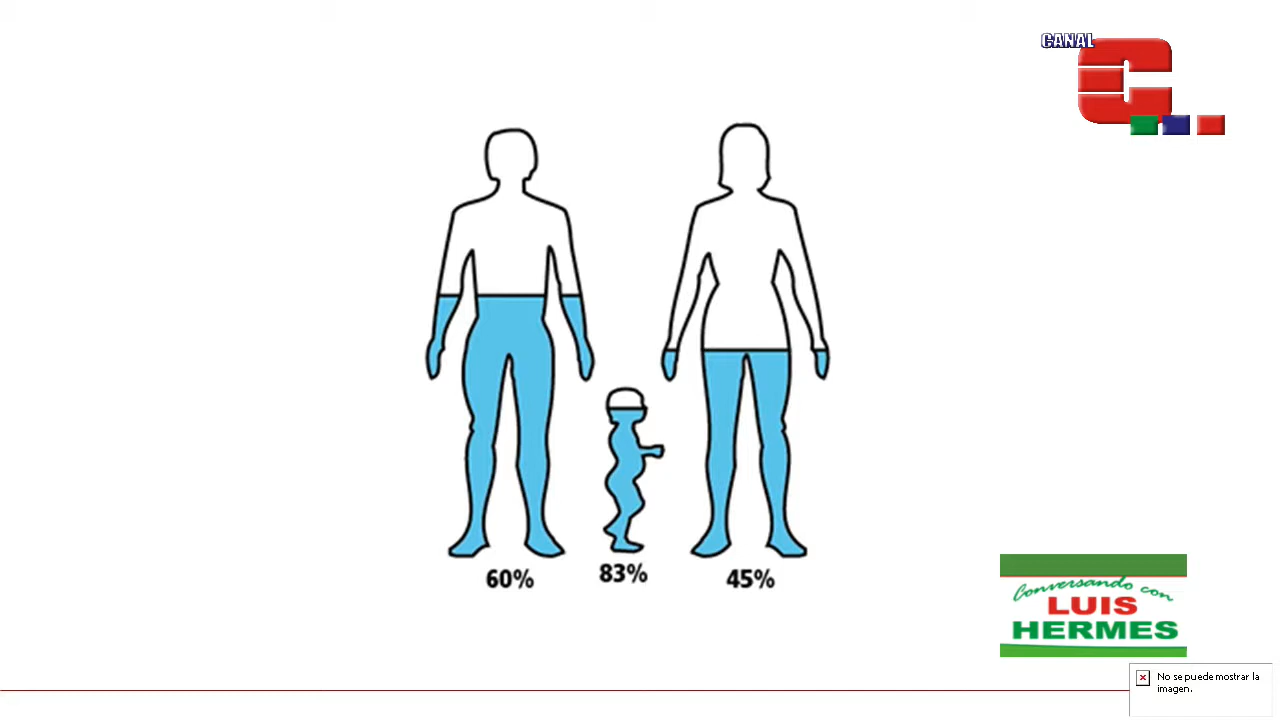 CANAL
C
60%
83%
45%
Conversando con
LUIS
HERMES
No se puede mostrar la
imagen.